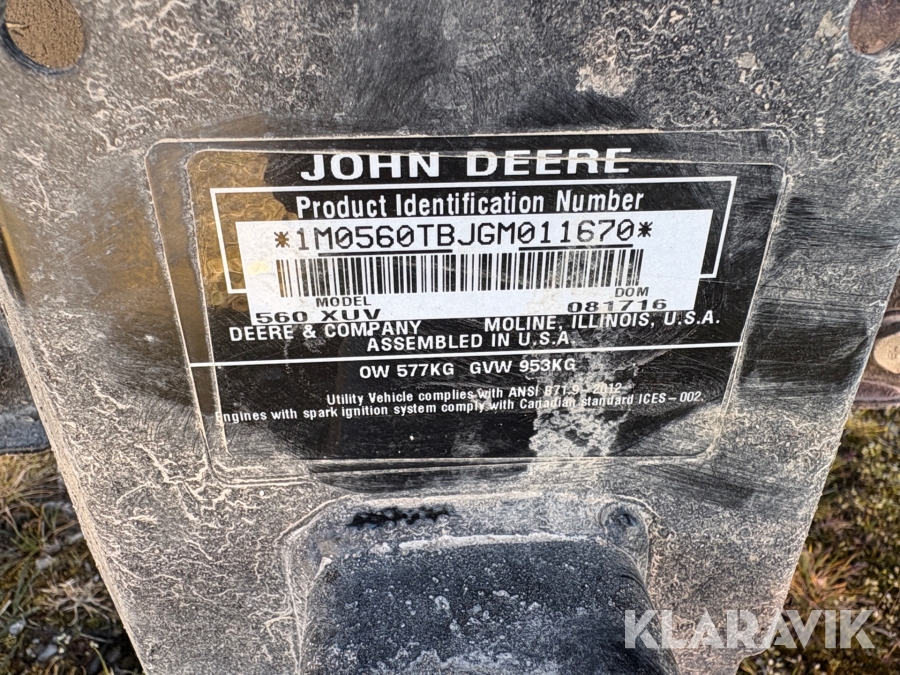 JOHN DEERE
Product Identification Number
*1M0560TBJGM011670*
MODEL DOM
560 XUV 081716
DEERE & COMPANY MOLINE, ILLINOIS, U.S.A.
ASSEMBLED IN U.S.A.
OW 577KG GVW 953KG
Utility Vehicle complies with ANSI B71.9-2012
Engines with spark ignition system comply with Canadian standard ICES-002.
KLARAVIK